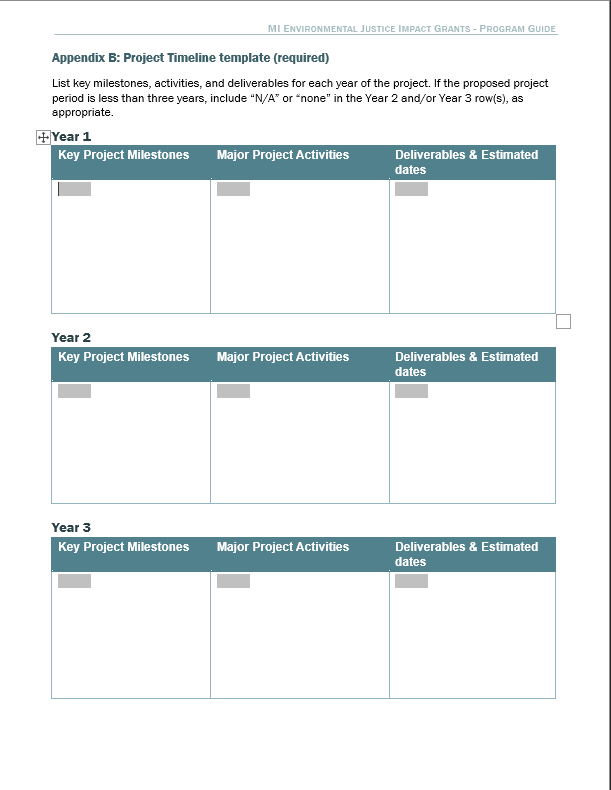 MI ENVIRONMENTAL JUSTICE IMPACT GRANTS - PROGRAM GUIDE
Appendix B: Project Timeline template (required)
List key milestones, activities, and deliverables for each year of the project. If the proposed project
period is less than three years, include “N/A” or “none” in the Year 2 and/or Year 3 row(s), as
appropriate.
Year 1
Key Project Milestones Major Project Activities Deliverables & Estimated
dates
Year 2
Key Project Milestones Major Project Activities Deliverables & Estimated
dates
Year 3
Key Project Milestones Major Project Activities Deliverables & Estimated
dates